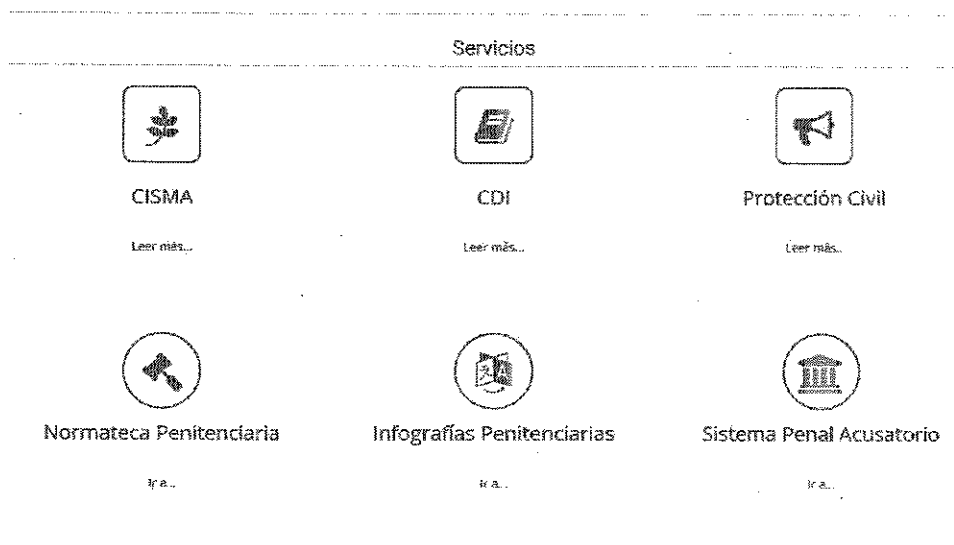 Servicios
CISMA CDI Protección Civil
Leer más... Leer más... Leer más...
Normateca Penitenciaria Infografías Penitenciarias Sistema Penal Acusatorio
Ir a... Ir a... Ir a...